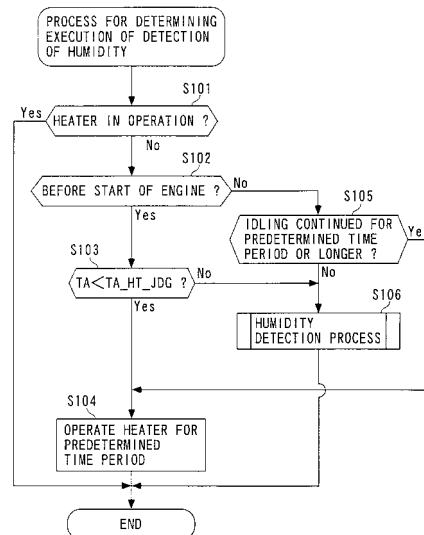 PROCESS FOR DETERMINING
EXECUTION OF DETECTION
OF HUMIDITY
S101
Yes
HEATER IN OPERATION ?
No
S102
BEFORE START OF ENGINE ?
No
Yes
S105
IDLING CONTINUED FOR
PREDETERMINED TIME
PERIOD OR LONGER ?
Yes
No
S103
TA<TA_HT_JDG ?
No
Yes
S106
HUMIDITY
DETECTION PROCESS
S104
OPERATE HEATER FOR
PREDETERMINED
TIME PERIOD
END